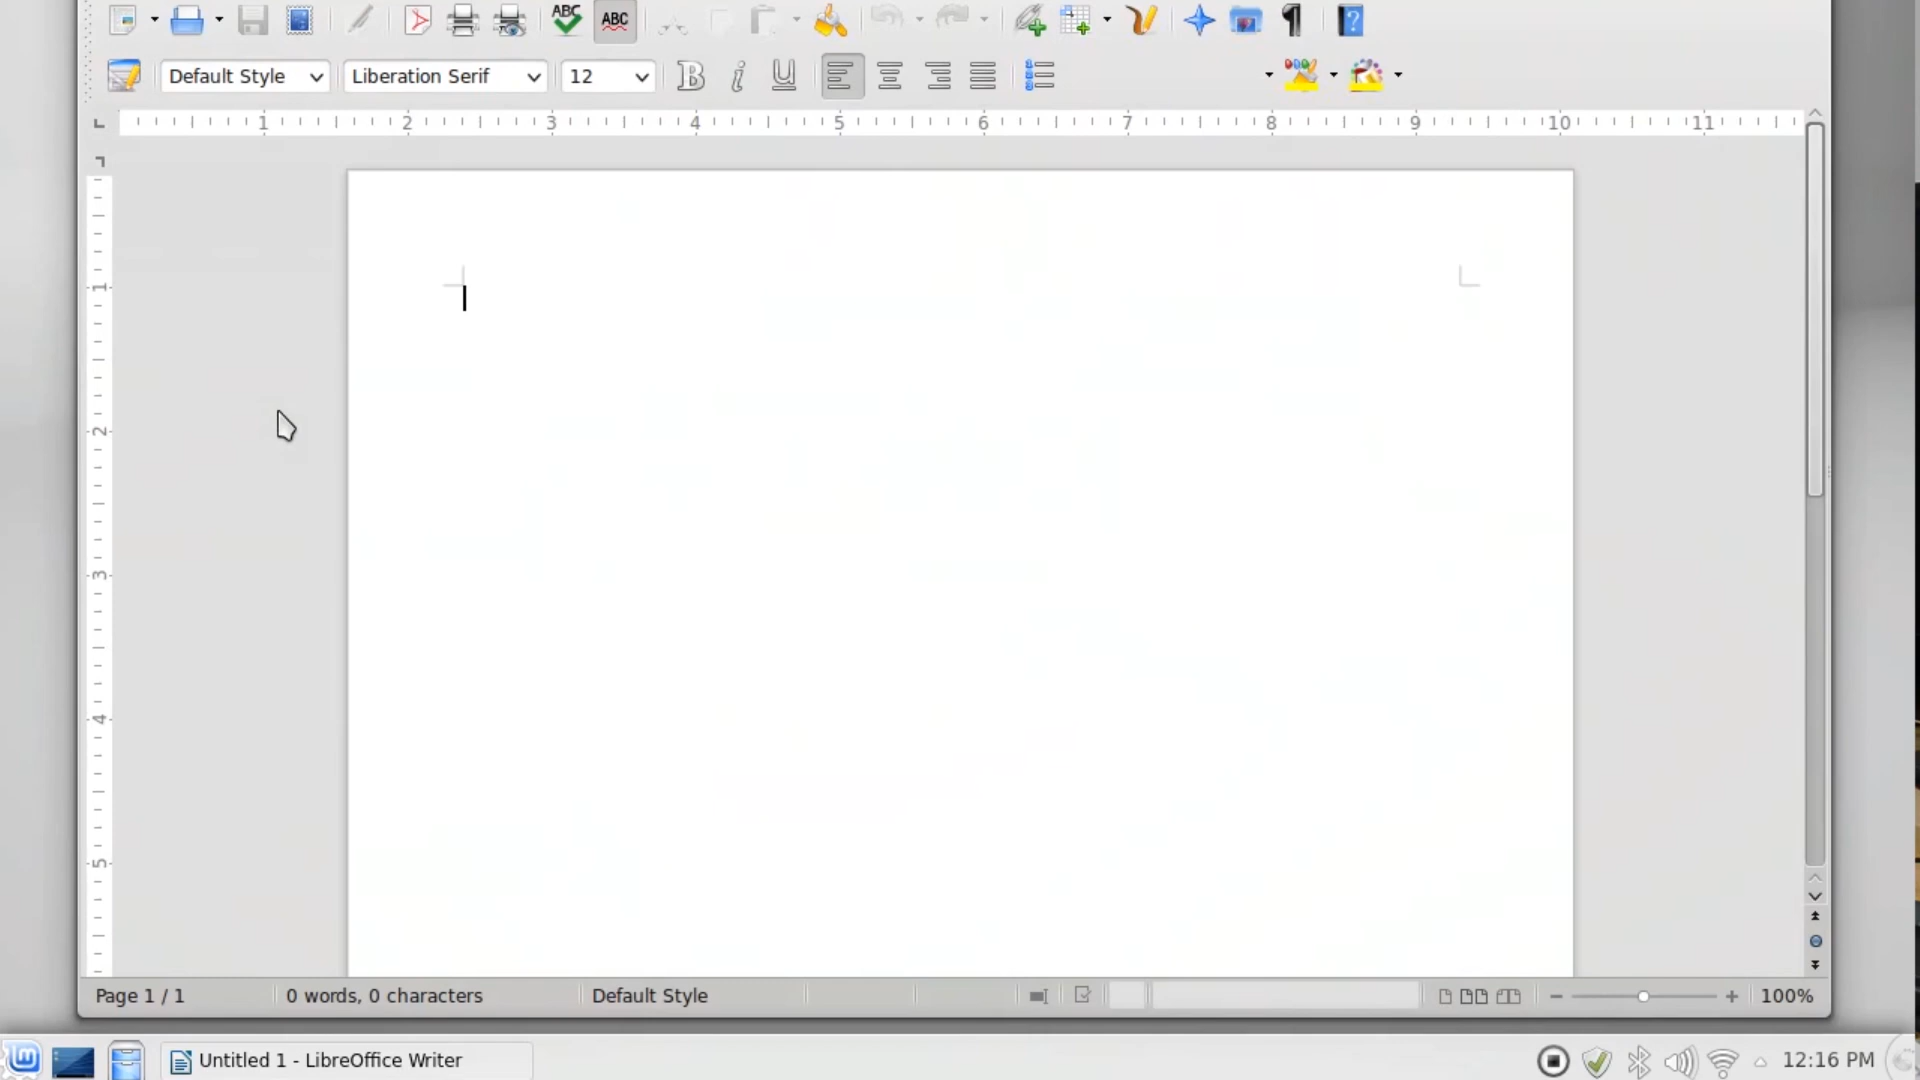 ABC
ABC
Default Style
Liberation Serif
12
B
i
U
1 2 3 4 5 6 7 8 9 10 11
1
2
3
4
5
Page 1 / 1
0 words, 0 characters
Default Style
100%
Untitled 1 - LibreOffice Writer
12:16 PM